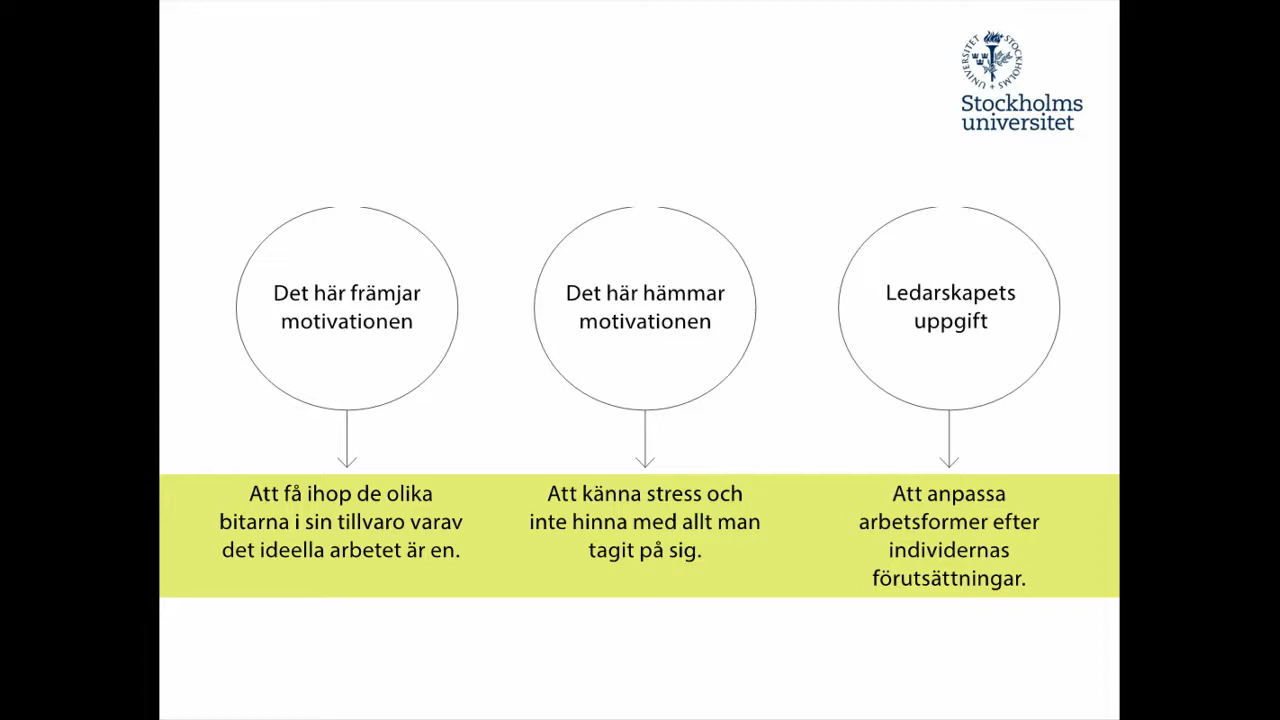 STOCKHOLMS UNIVERSITET
Stockholms
universitet
Det här främjar
motivationen
Det här hämmar
motivationen
Ledarskapets
uppgift
Att få ihop de olika
bitarna i sin tillvaro varav
det ideella arbetet är en.
Att känna stress och
inte hinna med allt man
tagit på sig.
Att anpassa
arbetsformer efter
individernas
förutsättningar.